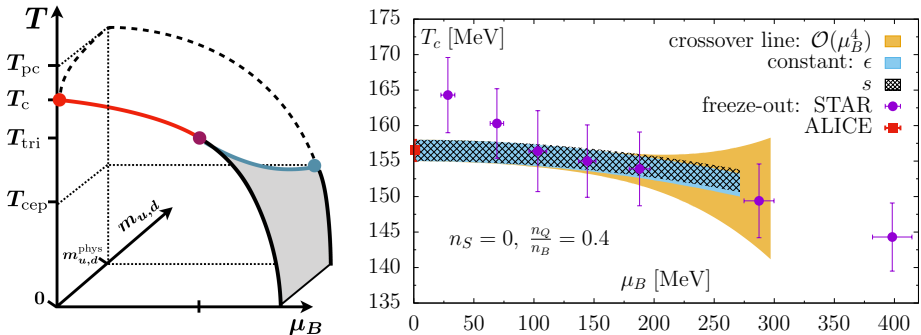 T
T_pc
T_c
T_tri
T_cep
m_{u,d}
m_{u,d}^{phys}
0
μ_B
175
170
165
160
155
150
145
140
135
T_c [MeV]
crossover line: O(μ_B^4)
constant: ϵ
s
freeze-out: STAR
ALICE
n_S = 0, n_Q/n_B = 0.4
μ_B [MeV]
0 50 100 150 200 250 300 350 400